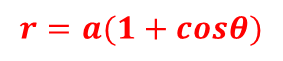 r = a(1 + cosθ)